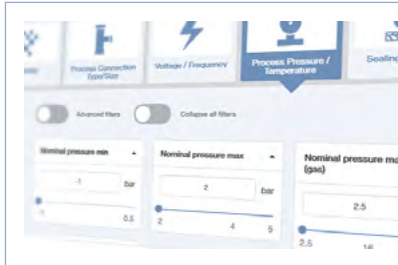 Process Connection
Type/Size
Voltage / Frequency
Process Pressure /
Temperature
Sealing
Advanced filters
Collapse all filters
Nominal pressure min
Nominal pressure max
Nominal pressure ma
(gas)
-1
bar
2
bar
2.5
-1
0.5
2
4
5
2.5